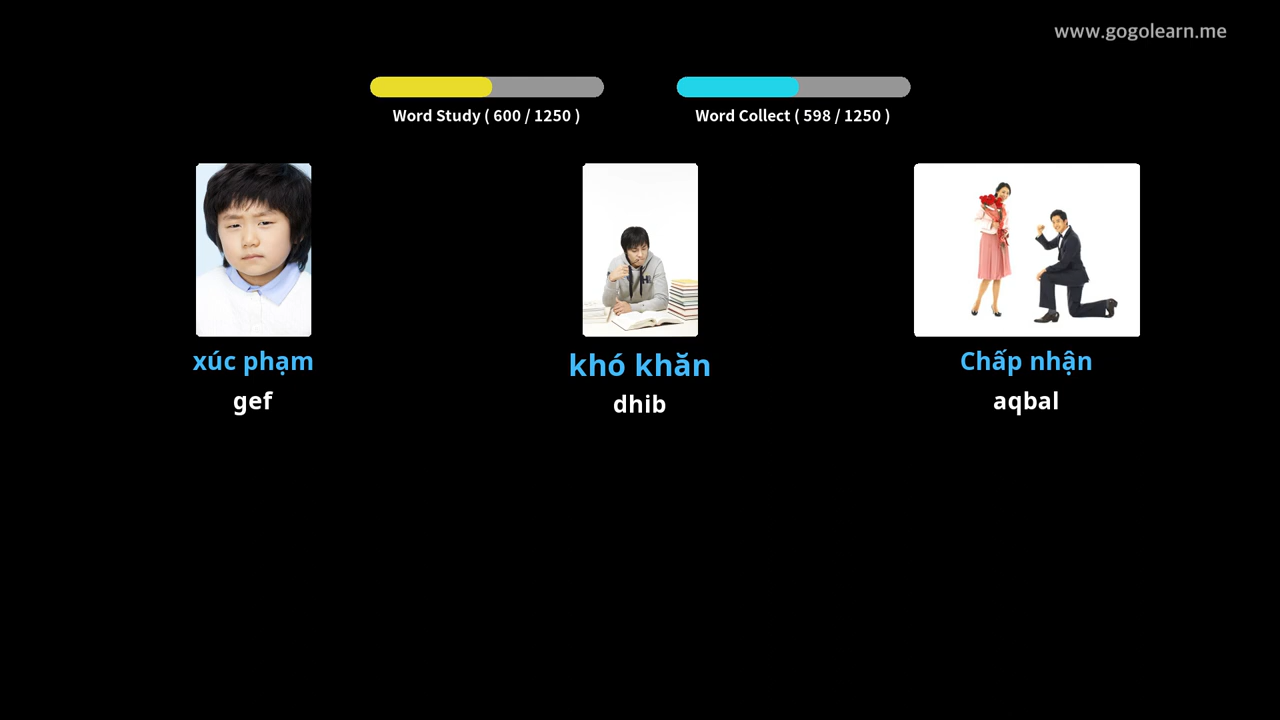 www.gogolearn.me
Word Study ( 600 / 1250 )
Word Collect ( 598 / 1250 )
xúc phạm
gef
khó khăn
dhib
Chấp nhận
aqbal